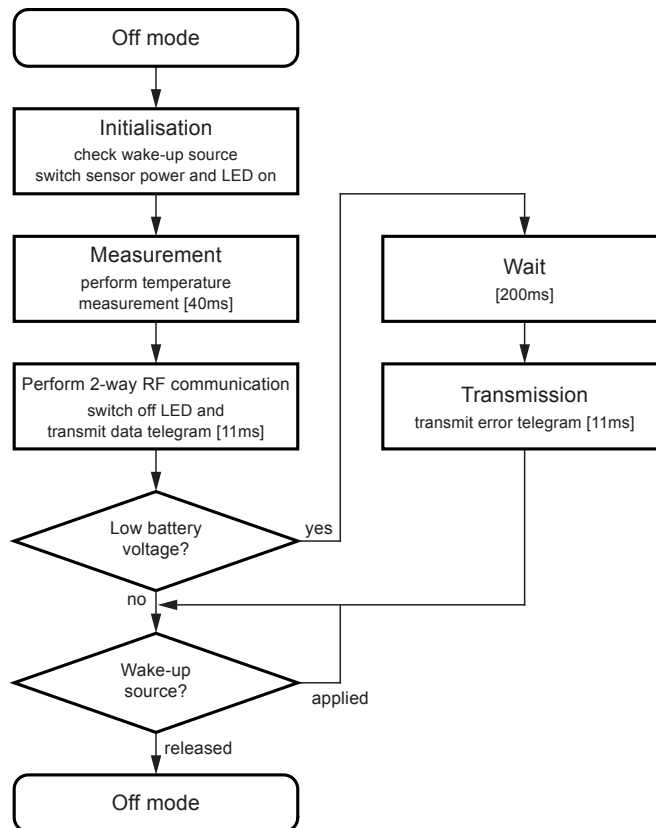 Off mode
Initialisation
check wake-up source
switch sensor power and LED on
Measurement
perform temperature
measurement [40ms]
Perform 2-way RF communication
switch off LED and
transmit data telegram [11ms]
Low battery
voltage?
yes
no
Wait
[200ms]
Transmission
transmit error telegram [11ms]
Wake-up
source?
applied
released
Off mode